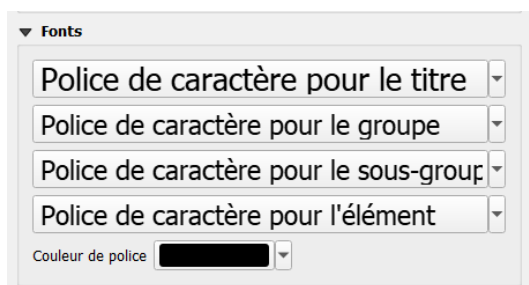 Fonts
Police de caractère pour le titre
Police de caractère pour le groupe
Police de caractère pour le sous-group
Police de caractère pour l'élément
Couleur de police